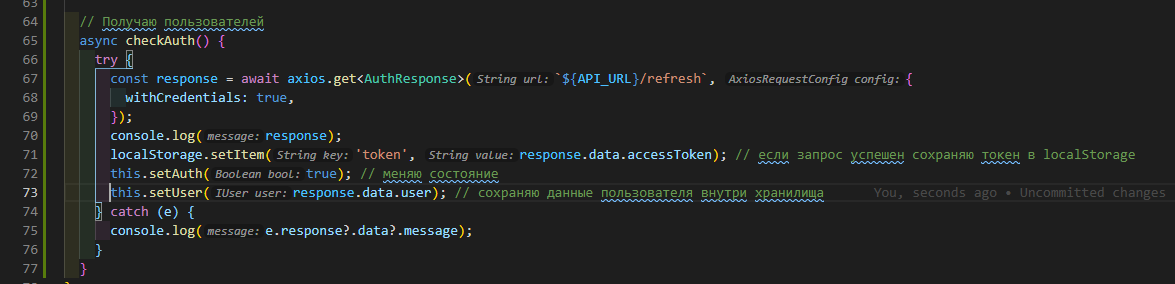 63
64 // Получаю пользователей
65 async checkAuth() {
66 try {
67 const response = await axios.get<AuthResponse>( String url: `${API_URL}/refresh`, AxiosRequestConfig config: {
68 withCredentials: true,
69 });
70 console.log( message: response);
71 localStorage.setItem( String key: 'token', String value: response.data.accessToken); // если запрос успешен сохраняю токен в localStorage
72 this.setAuth( Boolean bool: true); // меняю состояние
73 this.setUser( IUser user: response.data.user); // сохраняю данные пользователя внутри хранилища You, seconds ago • Uncommitted changes
74 } catch (e) {
75 console.log( message: e.response?.data?.message);
76 }
77 }